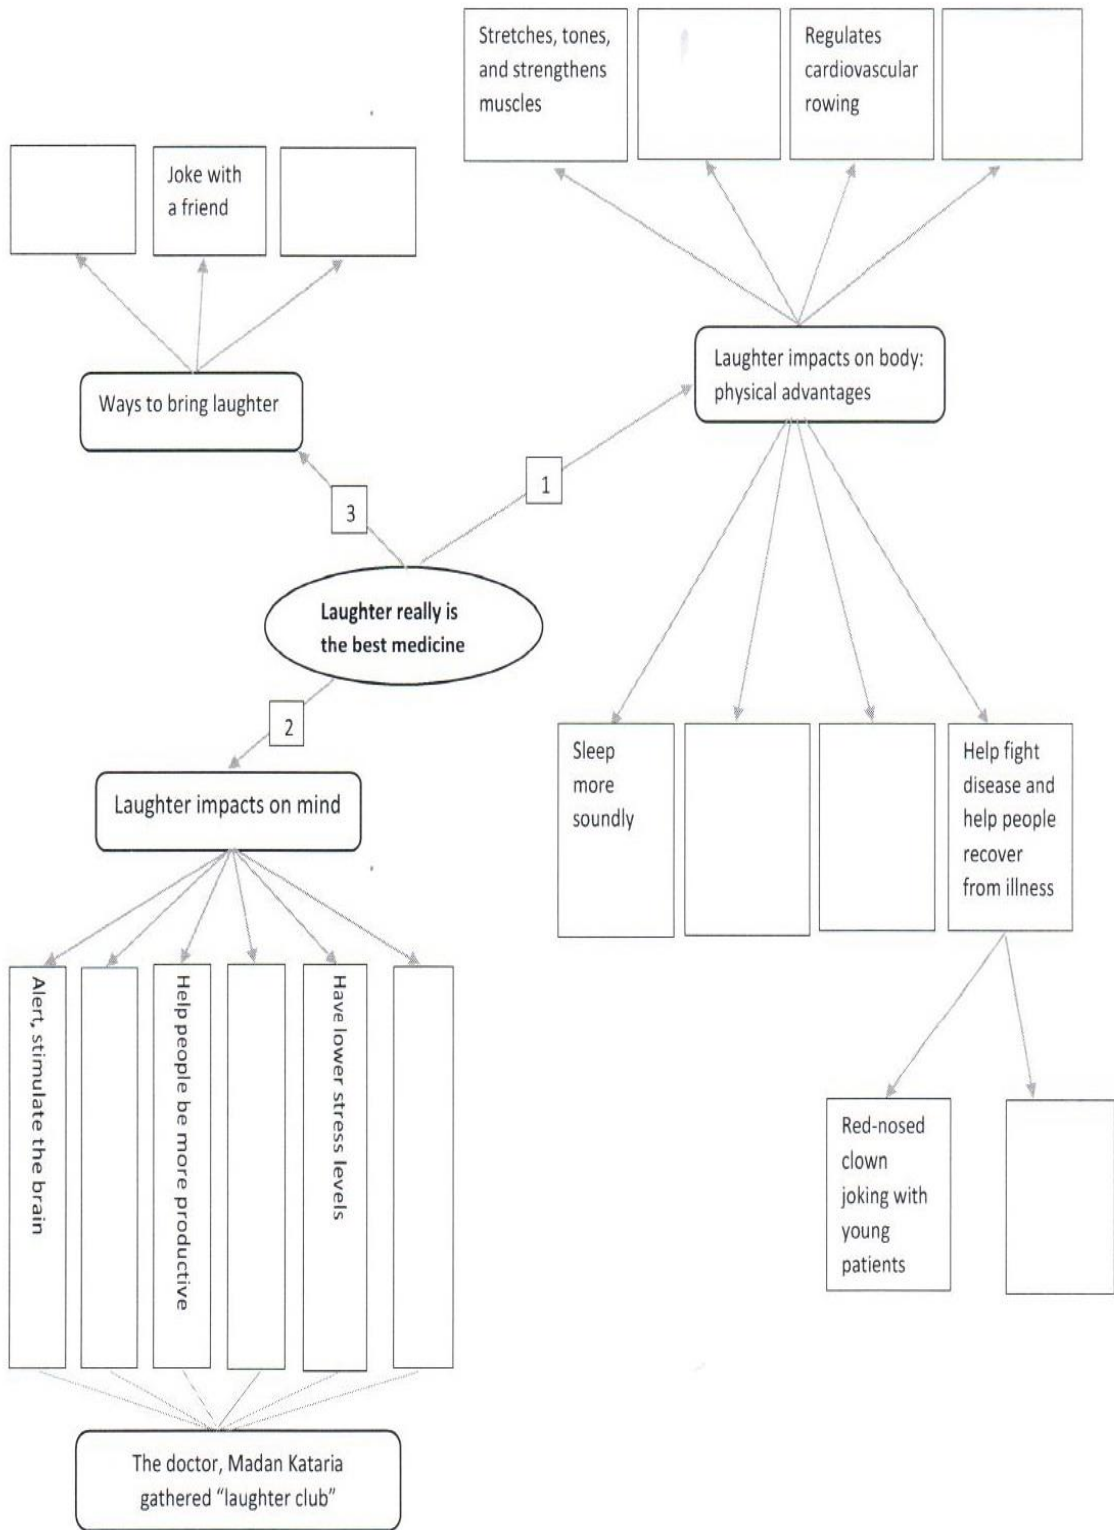 Stretches, tones,
and strengthens
muscles
Regulates
cardiovascular
rowing
Joke with
a friend
Ways to bring laughter
Laughter impacts on body:
physical advantages
1
3
Laughter really is
the best medicine
2
Laughter impacts on mind
Sleep
more
soundly
Help fight
disease and
help people
recover
from illness
Alert, stimulate the brain
Help people be more productive
Have lower stress levels
Red-nosed
clown
joking with
young
patients
The doctor, Madan Kataria
gathered “laughter club”